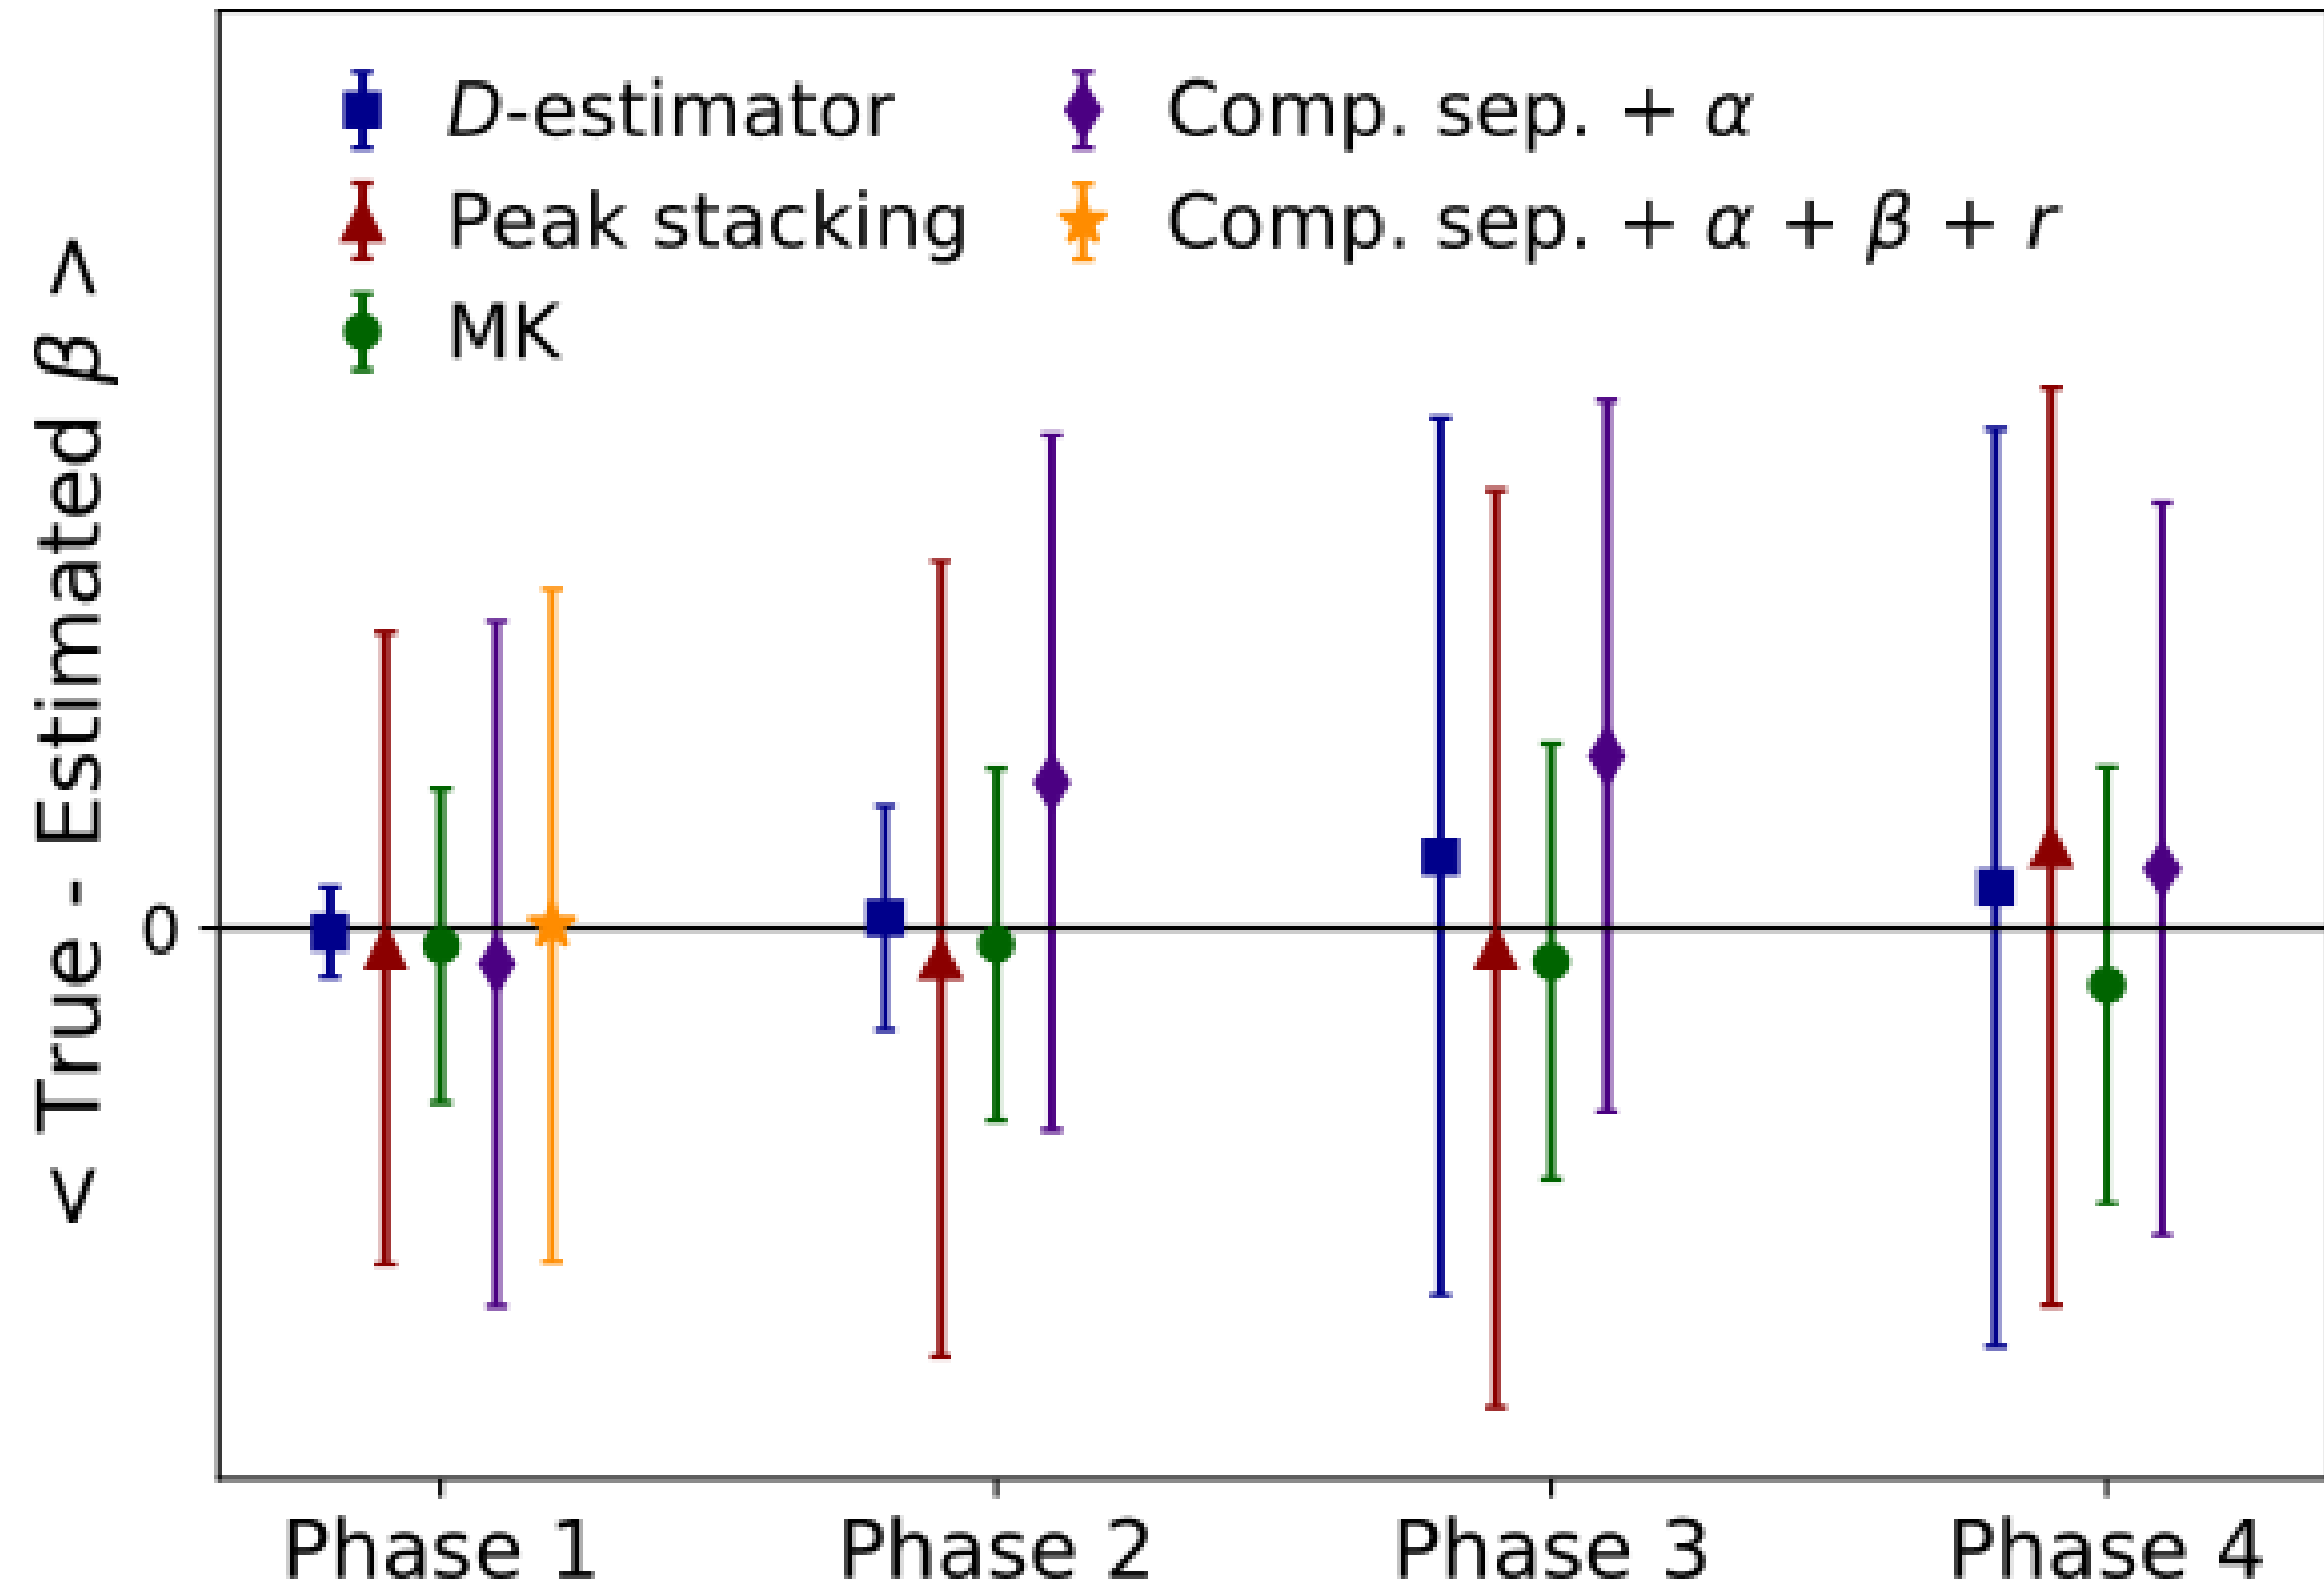 D-estimator
Peak stacking
MK
Comp. sep. + α
Comp. sep. + α + β + r
< True - Estimated β >
0
Phase 1
Phase 2
Phase 3
Phase 4